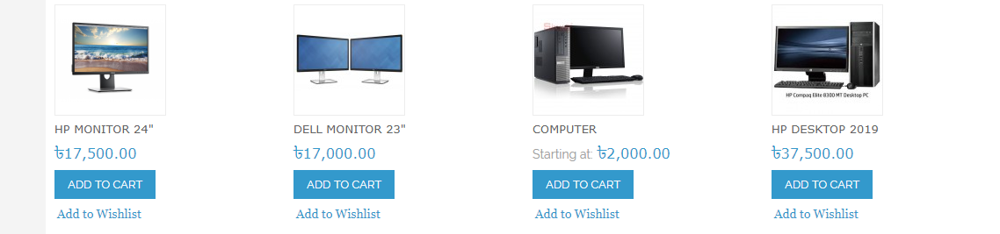 HP Compaq Elite 8300 MT Desktop PC
HP MONITOR 24"
DELL MONITOR 23"
COMPUTER
HP DESKTOP 2019
৳17,500.00
৳17,000.00
Starting at: ৳2,000.00
৳37,500.00
ADD TO CART
ADD TO CART
ADD TO CART
ADD TO CART
Add to Wishlist
Add to Wishlist
Add to Wishlist
Add to Wishlist